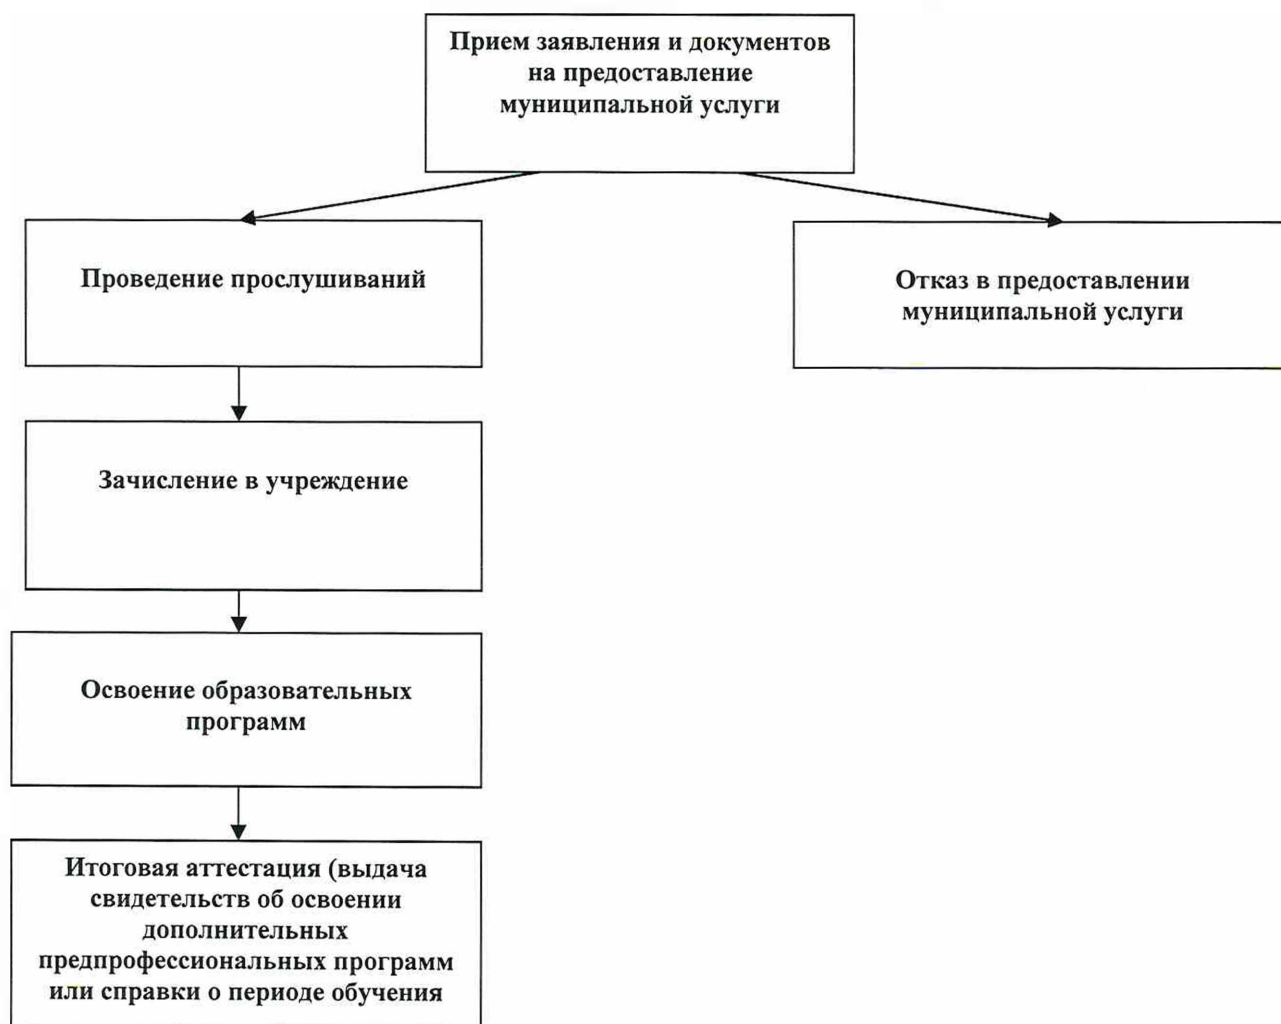 Прием заявления и документов
на предоставление
муниципальной услуги
Проведение прослушиваний
Отказ в предоставлении
муниципальной услуги
Зачисление в учреждение
Освоение образовательных
программ
Итоговая аттестация (выдача
свидетельств об освоении
дополнительных
предпрофессиональных программ
или справки о периоде обучения